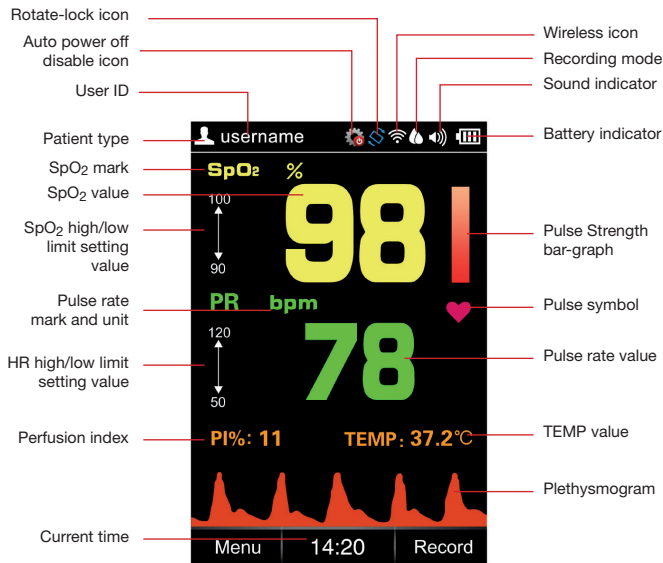 Rotate-lock icon
Auto power off
disable icon
User ID
Patient type
SpO2 mark
SpO2 value
SpO2 high/low
limit setting
value
Pulse rate
mark and unit
HR high/low limit
setting value
Perfusion index
Current time
username
SpO2 %
98
100
90
PR bpm
78
120
50
PI%: 11
TEMP: 37.2°C
Menu
14:20
Record
Wireless icon
Recording mode
Sound indicator
Battery indicator
Pulse Strength
bar-graph
Pulse symbol
Pulse rate value
TEMP value
Plethysmogram